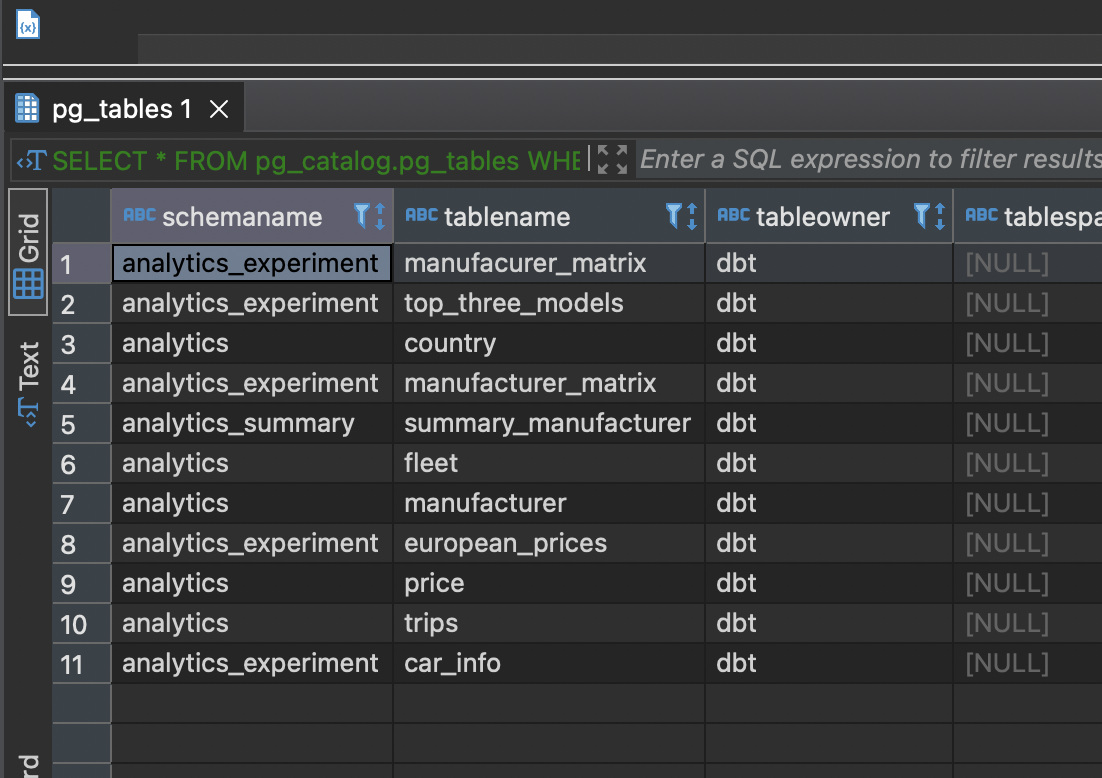 {x}
pg_tables 1
SELECT * FROM pg_catalog.pg_tables WHE Enter a SQL expression to filter results
Grid
Text
ABC schemaname ABC tablename ABC tableowner ABC tablespa
1 analytics_experiment manufacurer_matrix dbt [NULL]
2 analytics_experiment top_three_models dbt [NULL]
3 analytics country dbt [NULL]
4 analytics_experiment manufacturer_matrix dbt [NULL]
5 analytics_summary summary_manufacturer dbt [NULL]
6 analytics fleet dbt [NULL]
7 analytics manufacturer dbt [NULL]
8 analytics_experiment european_prices dbt [NULL]
9 analytics price dbt [NULL]
10 analytics trips dbt [NULL]
11 analytics_experiment car_info dbt [NULL]
rd